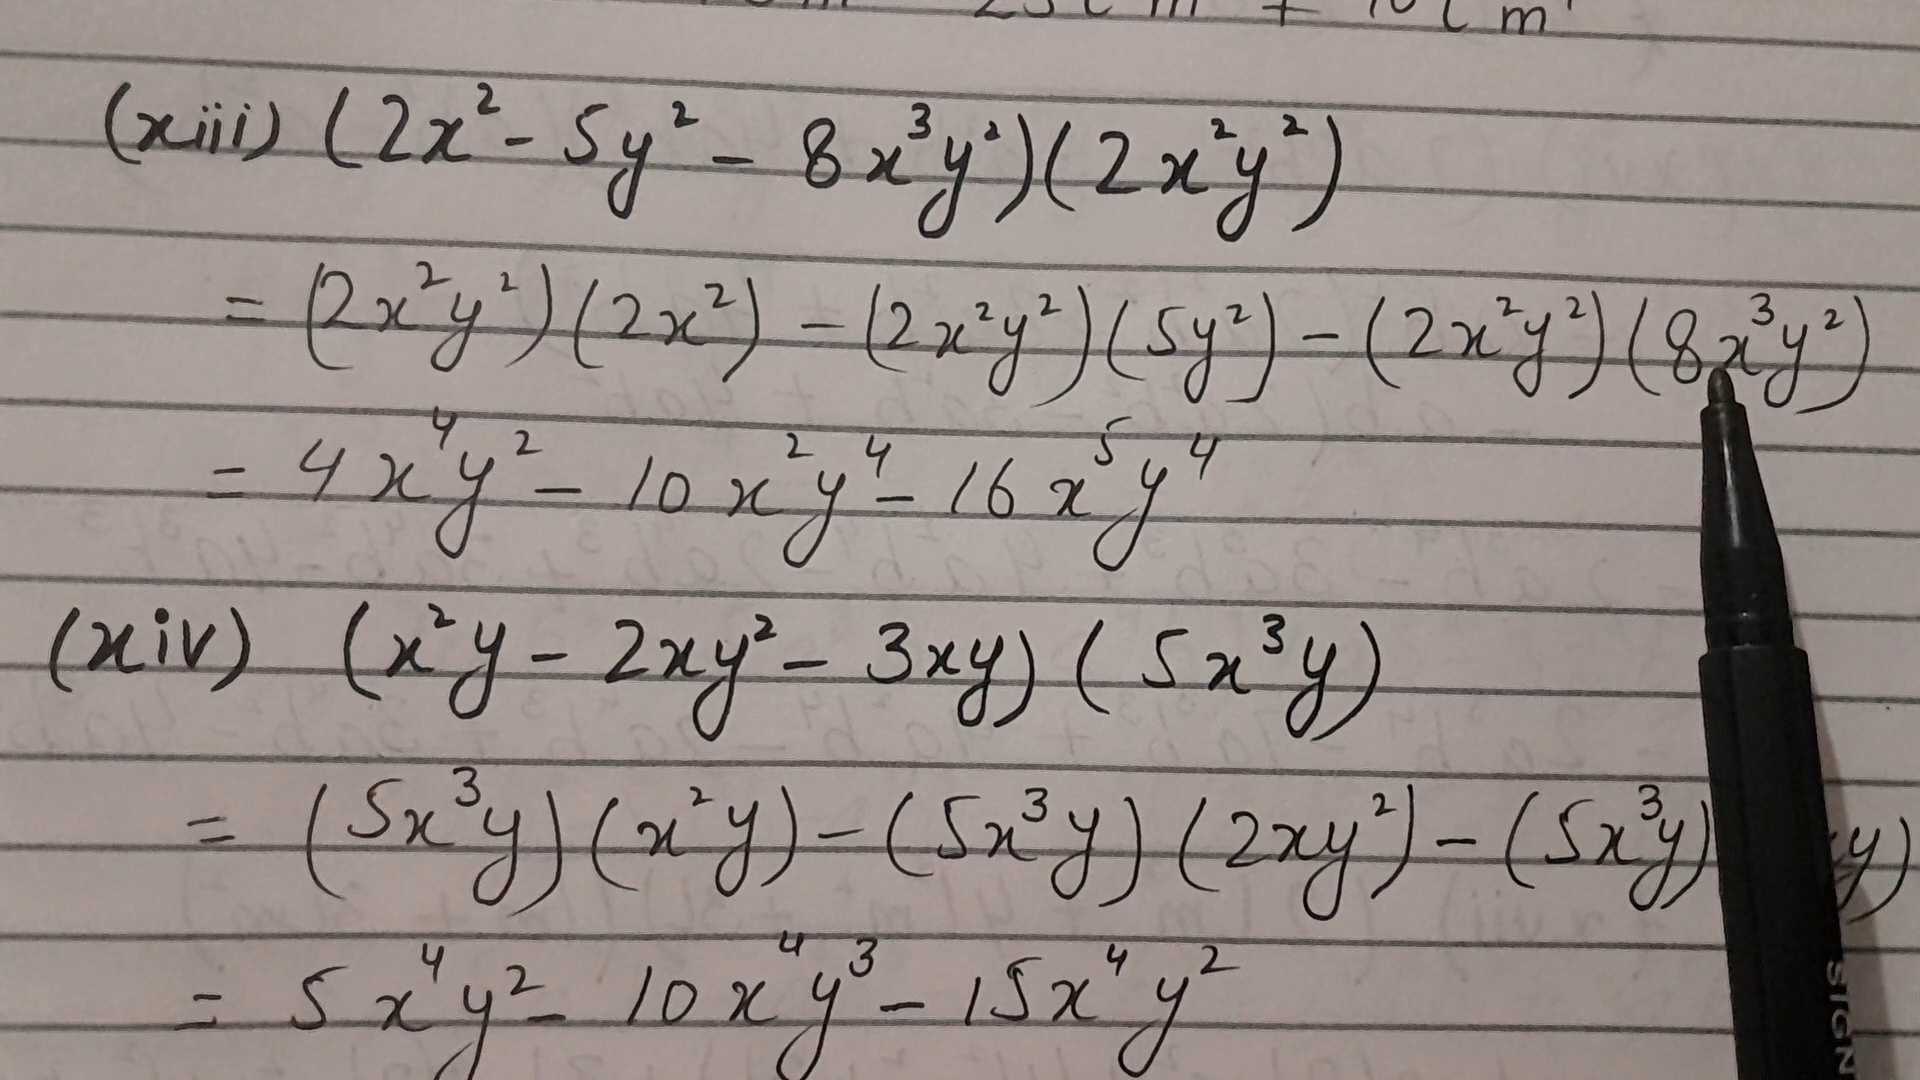 (xiii) (2x² - 5y² - 8x³y²)(2x²y²)
= (2x²y²)(2x²) - (2x²y²)(5y²) - (2x²y²)(8x³y²)
= 4x⁴y² - 10x²y⁴ - 16x⁵y⁴
(xiv) (x²y - 2xy² - 3xy)(5x³y)
= (5x³y)(x²y) - (5x³y)(2xy²) - (5x³y) y)
= 5x⁴y² - 10x⁴y³ - 15x⁴y²
SIGN